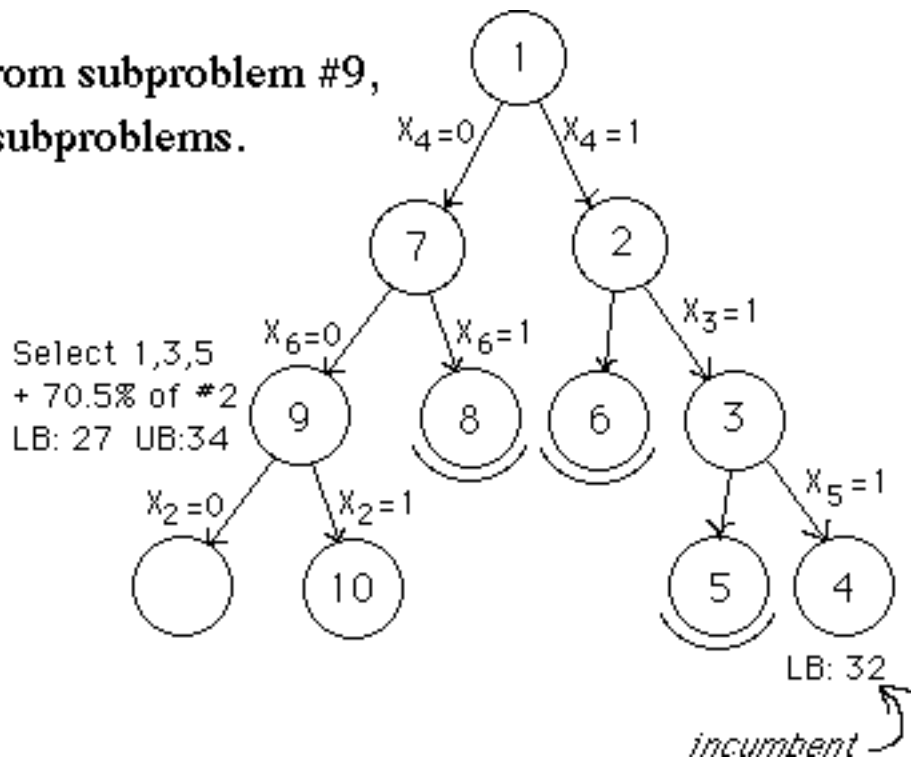 rom subproblem #9,
subproblems.
1
X4=0
X4=1
7
2
X6=0
X6=1
X3=1
Select 1,3,5
+ 70.5% of #2
LB: 27 UB:34
9
8
6
3
X2=0
X2=1
X5=1
10
5
4
LB: 32
incumbent